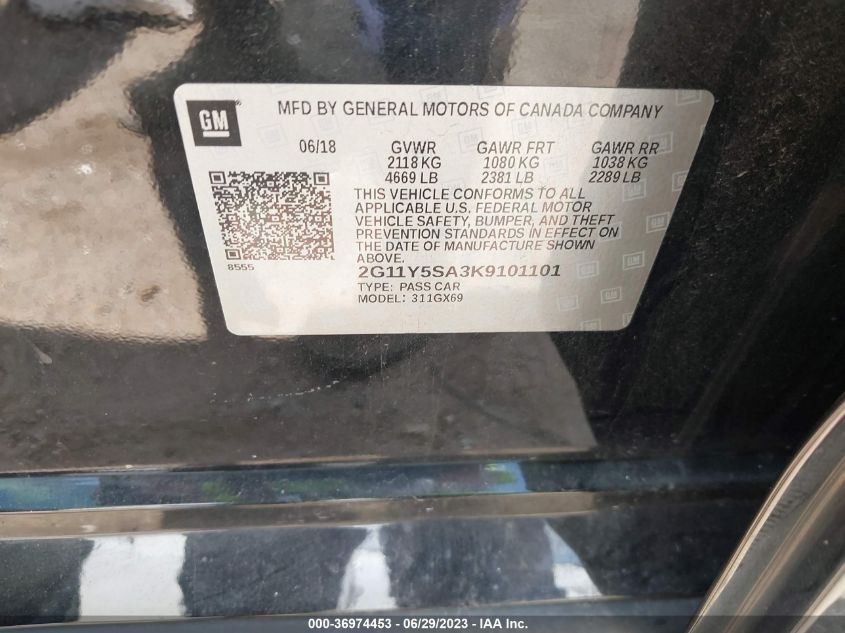 GM
MFD BY GENERAL MOTORS OF CANADA COMPANY
06/18 GVWR GAWR FRT GAWR RR
2118 KG 1080 KG 1038 KG
4669 LB 2381 LB 2289 LB
THIS VEHICLE CONFORMS TO ALL
APPLICABLE U.S. FEDERAL MOTOR
VEHICLE SAFETY, BUMPER, AND THEFT
PREVENTION STANDARDS IN EFFECT ON
THE DATE OF MANUFACTURE SHOWN
ABOVE.
8555
2G11Y5SA3K9101101
TYPE: PASS CAR
MODEL: 311GX69
000-36974453 - 06/29/2023 - IAA Inc.